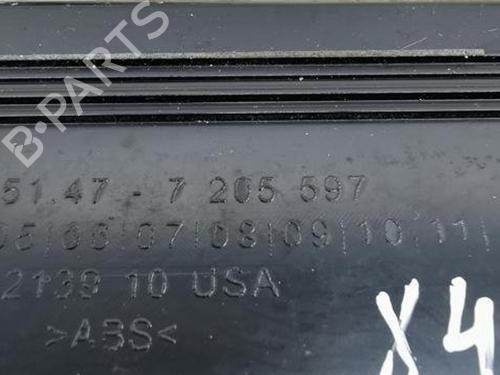 B-PARTS
51.47 - 7 205 597
05|06|07|08|09|10|11|
2139 10 USA
>ABS<
X4